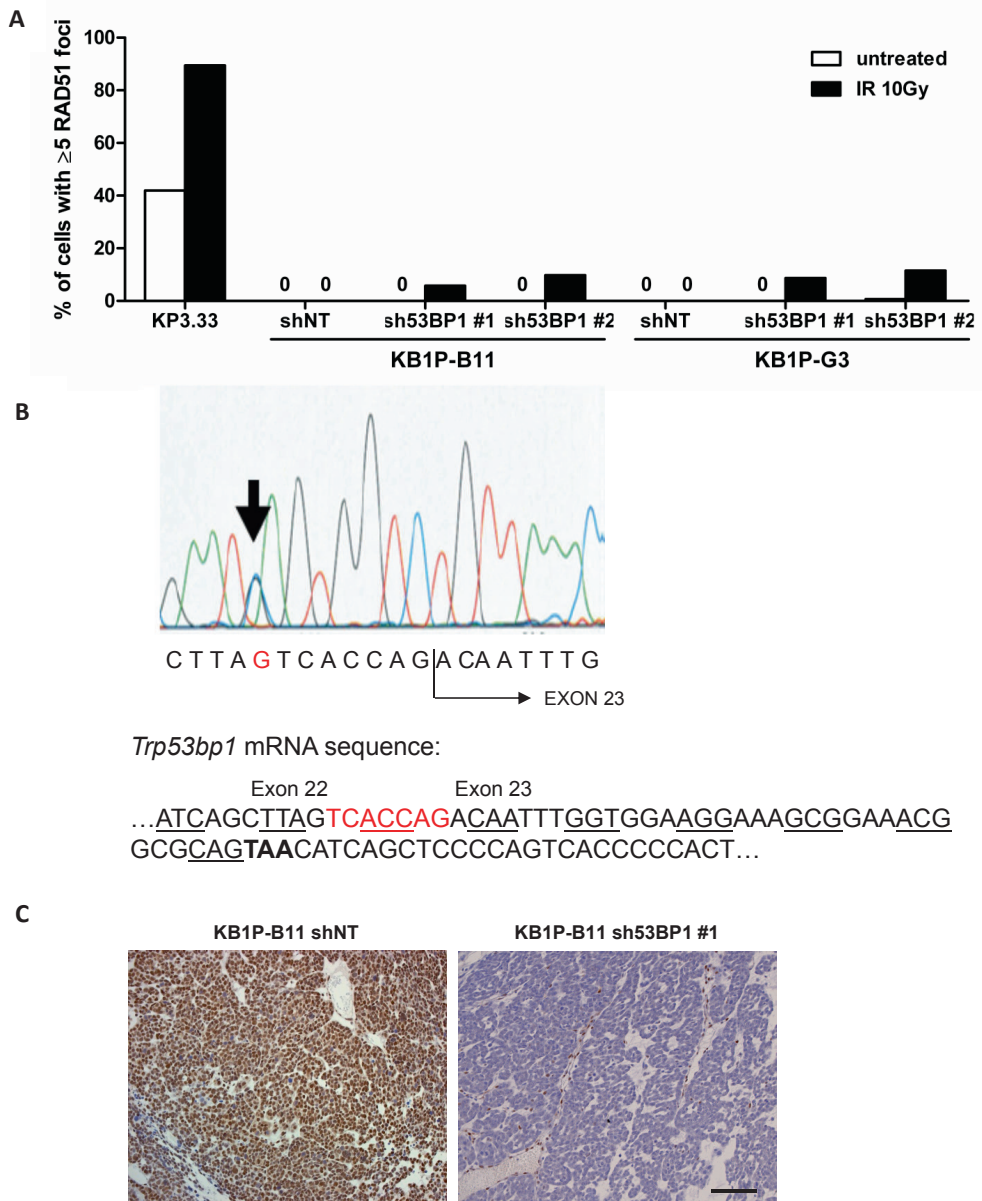 A
% of cells with ≥5 RAD51 foci
100
80
60
40
20
0
untreated
IR 10Gy
0 0 0 0 0 0 0
KP3.33 shNT sh53BP1 #1 sh53BP1 #2 shNT sh53BP1 #1 sh53BP1 #2
KB1P-B11 KB1P-G3
B
C T T A G T C A C C A G A C A A T T T G
EXON 23
Trp53bp1 mRNA sequence:
Exon 22 Exon 23
...ATCAGCTTAGTCACCAGACAATTTGGTGGAAGGAAAGCGGAAACG
GCGCAGTAACATCAGCTCCCCAGTCACCCCCACT...
C
KB1P-B11 shNT KB1P-B11 sh53BP1 #1